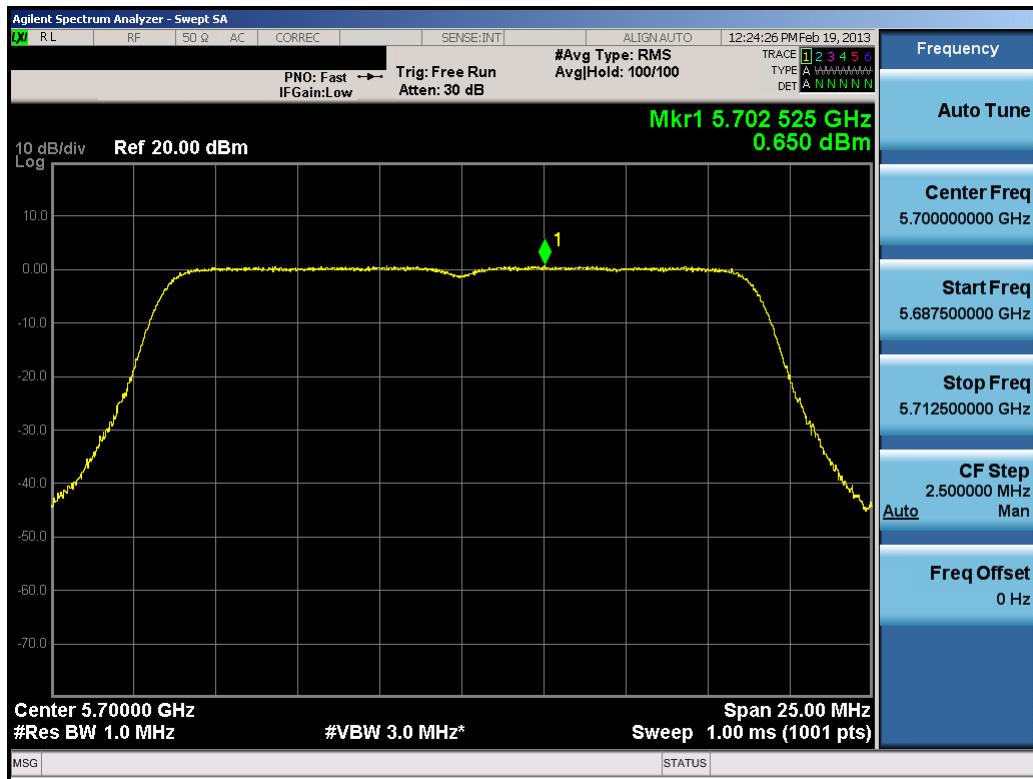 Agilent Spectrum Analyzer - Swept SA
LXI RL RF 50 Ω AC CORREC SENSE:INT ALIGN AUTO 12:24:26 PM Feb 19, 2013
#Avg Type: RMS TRACE 1 2 3 4 5 6
PNO: Fast Trig: Free Run Avg|Hold: 100/100 TYPE A WWWWW
IFGain:Low Atten: 30 dB DET A N N N N N
Mkr1 5.702 525 GHz
10 dB/div Ref 20.00 dBm 0.650 dBm
Log
10.0
1
0.00
-10.0
-20.0
-30.0
-40.0
-50.0
-60.0
-70.0
Center 5.70000 GHz Span 25.00 MHz
#Res BW 1.0 MHz #VBW 3.0 MHz* Sweep 1.00 ms (1001 pts)
MSG STATUS
Frequency
Auto Tune
Center Freq
5.700000000 GHz
Start Freq
5.687500000 GHz
Stop Freq
5.712500000 GHz
CF Step
2.500000 MHz
Auto Man
Freq Offset
0 Hz